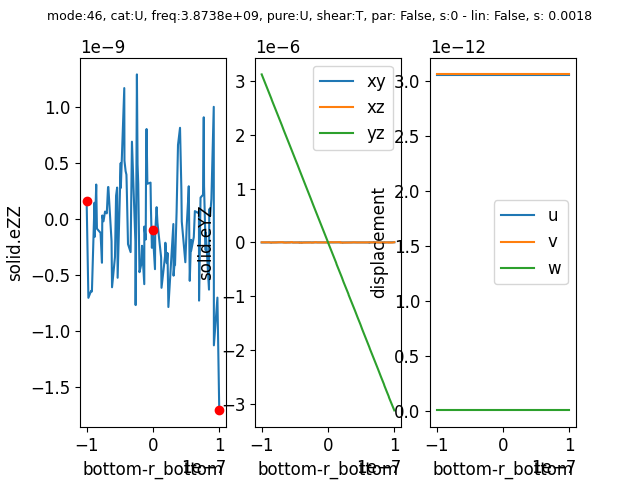 mode:46, cat:U, freq:3.8738e+09, pure:U, shear:T, par: False, s:0 - lin: False, s: 0.0018
1e−9
1.0
0.5
0.0
−0.5
−1.0
−1.5
solid.eZZ
−1
0
1
1e−7
bottom-r_bottom
1e−6
3
2
1
0
−1
−2
−3
solid.eYZ
xy
xz
yz
−1
0
1
1e−7
bottom-r_bottom
1e−12
3.0
2.5
2.0
1.5
1.0
0.5
0.0
displacement
u
v
w
−1
0
1
1e−7
bottom-r_bottom